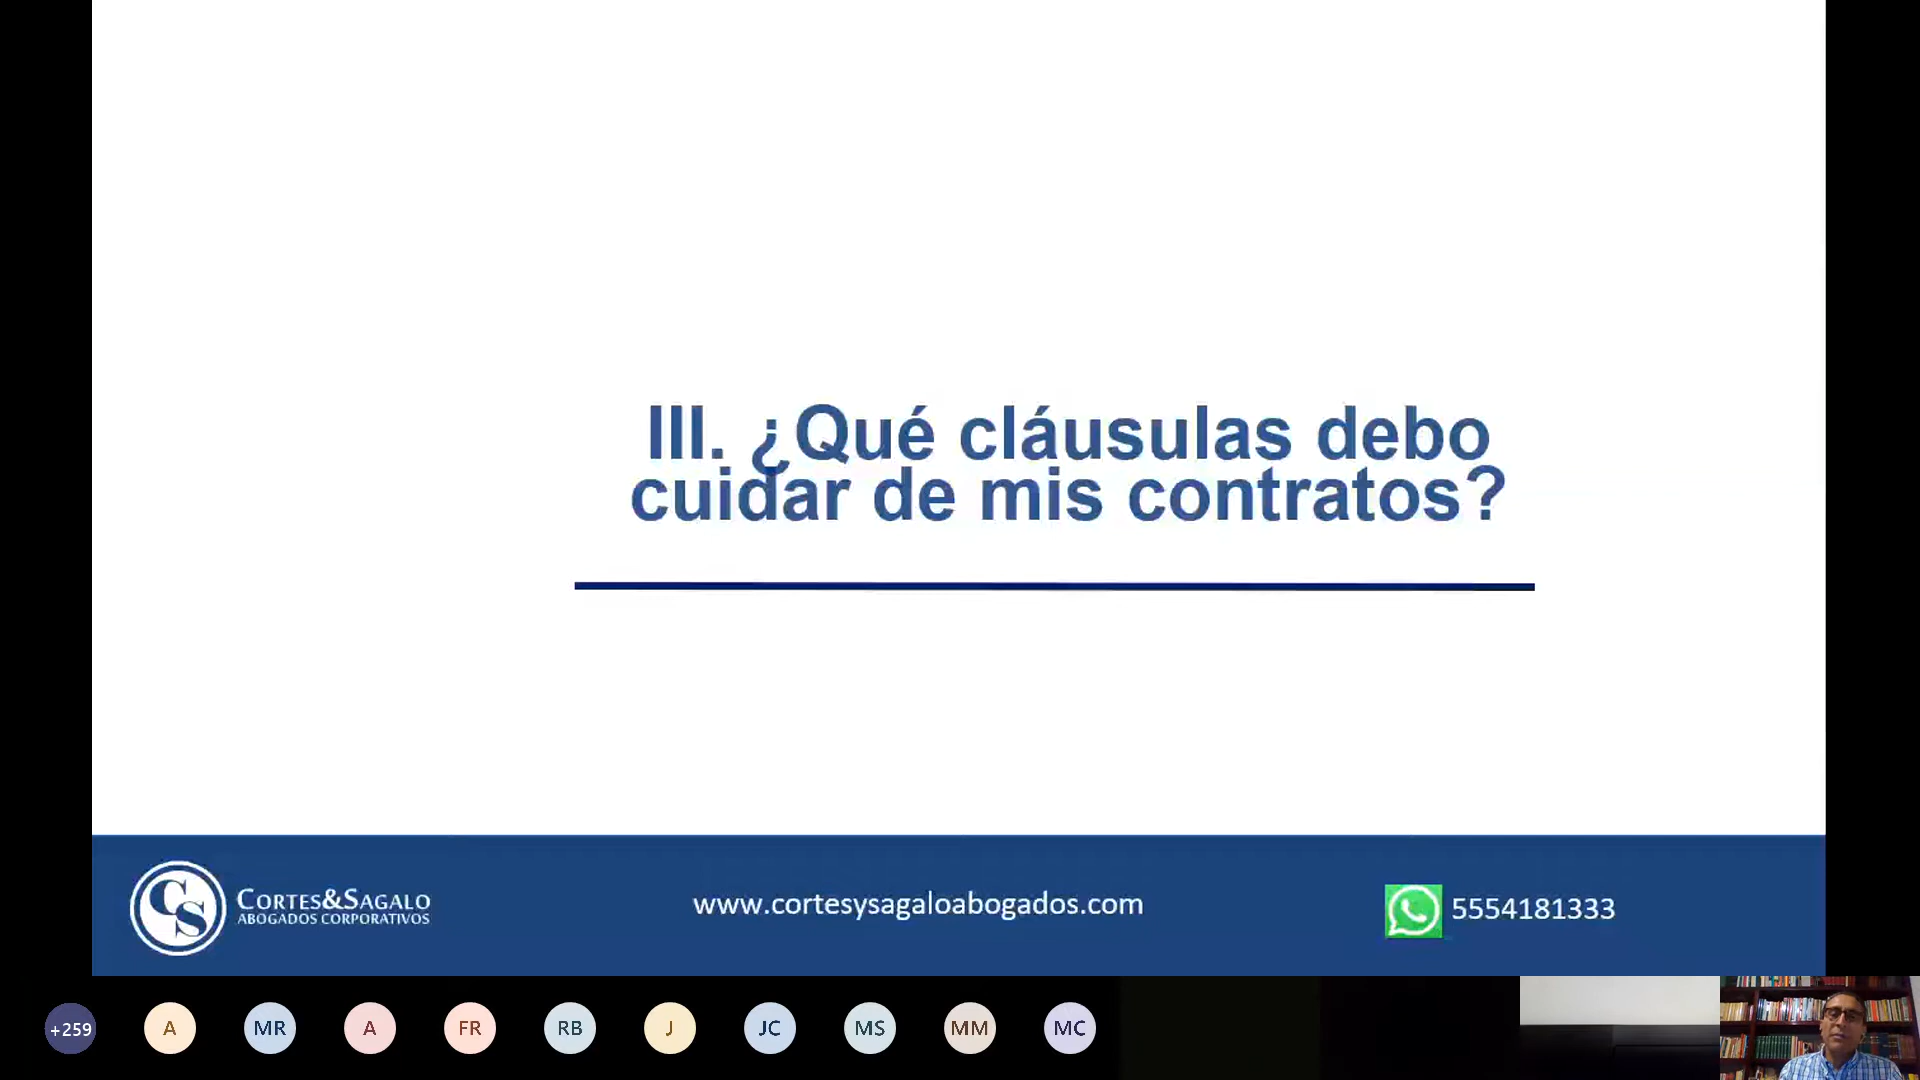 III. ¿Qué cláusulas debo
cuidar de mis contratos?
CS
CORTES&SAGALO
ABOGADOS CORPORATIVOS
www.cortesysagaloabogados.com
5554181333
+259
A
MR
A
FR
RB
J
JC
MS
MM
MC